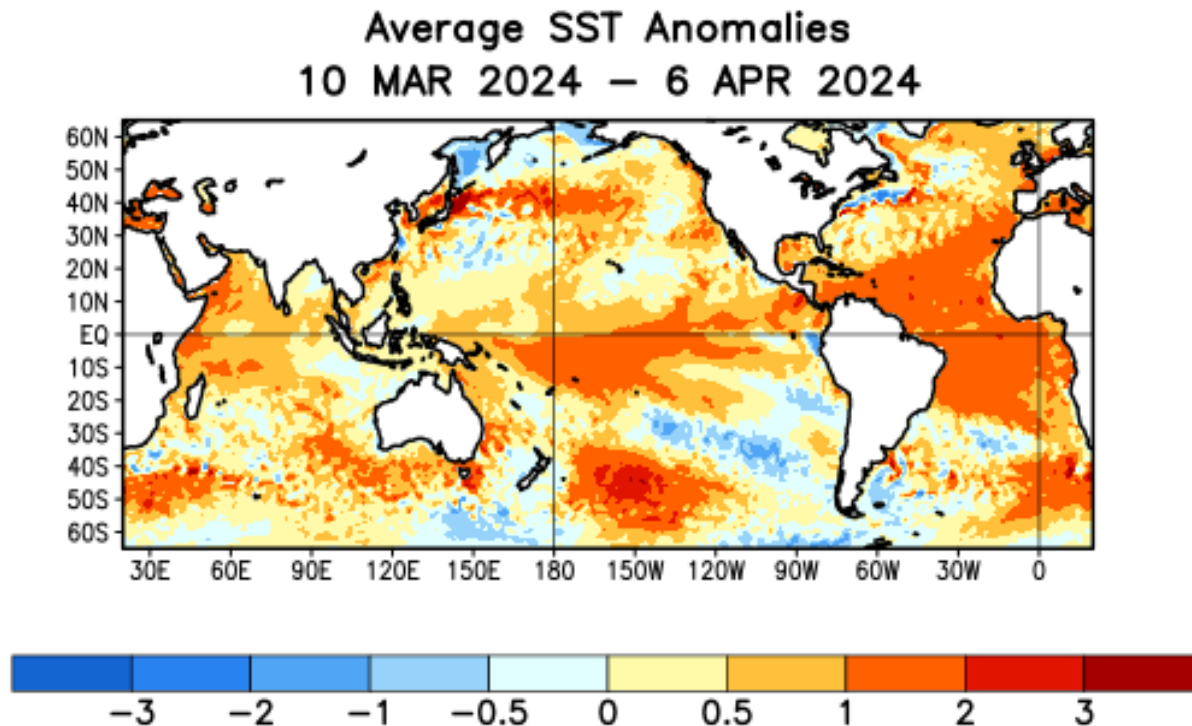 Average SST Anomalies
10 MAR 2024 – 6 APR 2024
60N
50N
40N
30N
20N
10N
EQ
10S
20S
30S
40S
50S
60S
30E 60E 90E 120E 150E 180 150W 120W 90W 60W 30W 0
-3 -2 -1 -0.5 0 0.5 1 2 3